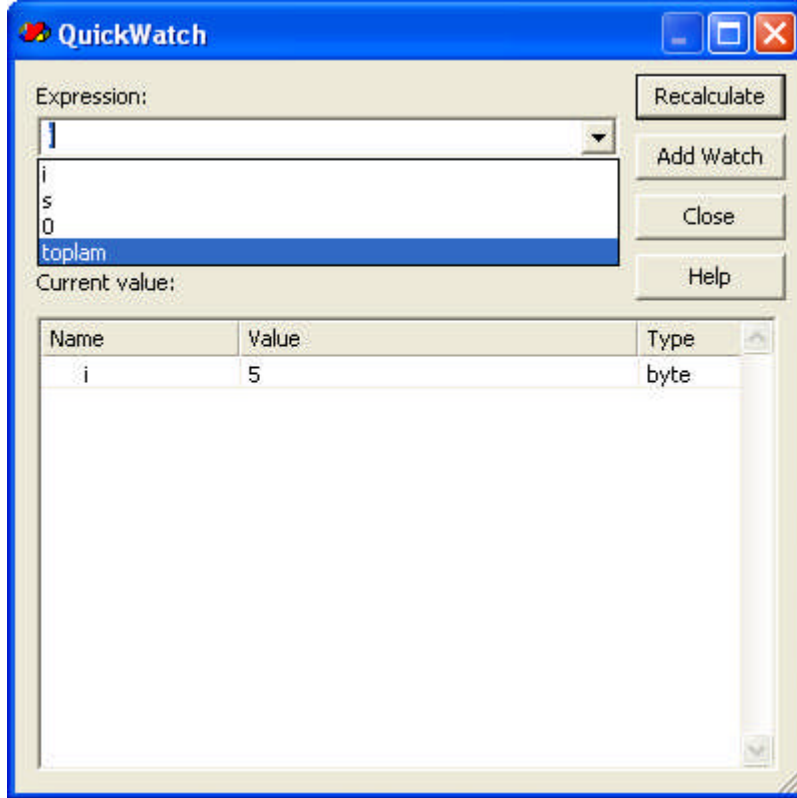 QuickWatch
Expression:
i
i
s
0
toplam
Recalculate
Add Watch
Close
Help
Current value:
Name Value Type
i 5 byte